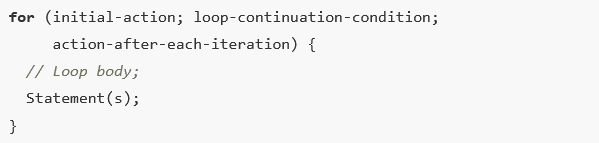 for (initial-action; loop-continuation-condition;
     action-after-each-iteration) {
  // Loop body;
  Statement(s);
}